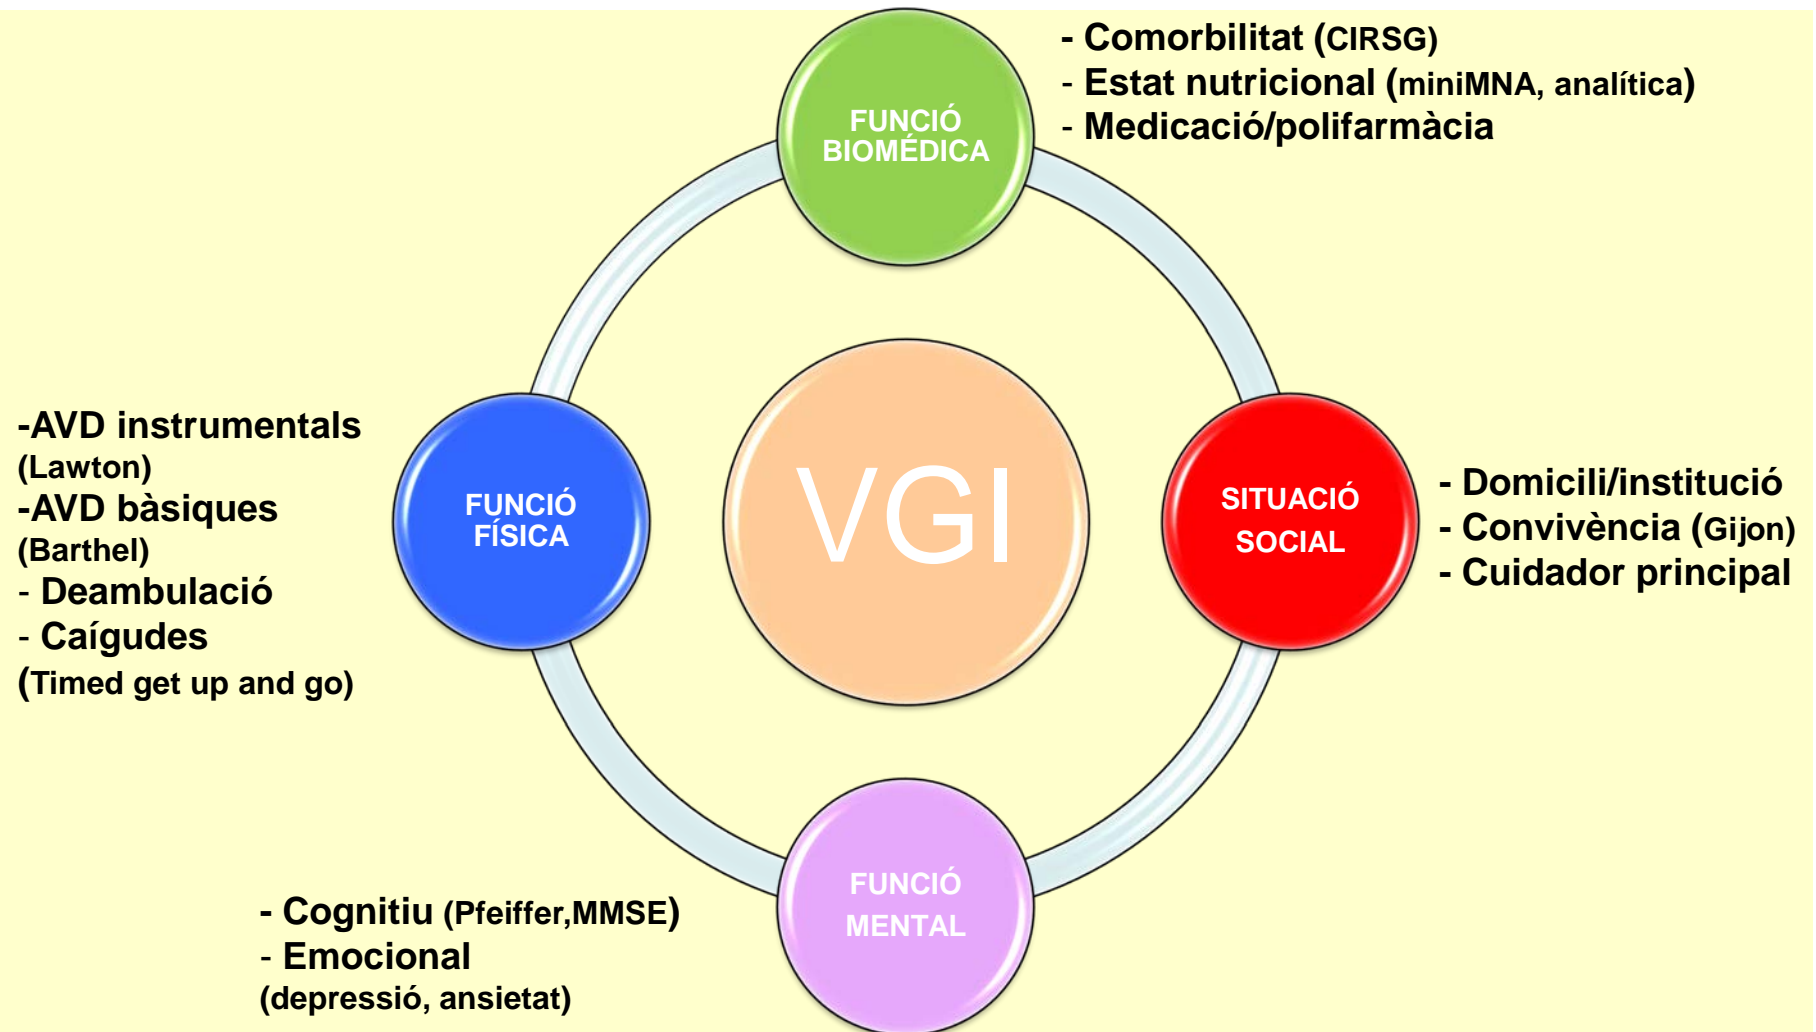 - Comorbilitat (CIRSG)
- Estat nutricional (miniMNA, analítica)
- Medicació/polifarmàcia
FUNCIÓ
BIOMÉDICA
-AVD instrumentals
(Lawton)
-AVD bàsiques
(Barthel)
- Deambulació
- Caígudes
(Timed get up and go)
FUNCIÓ
FÍSICA
VGI
SITUACIÓ
SOCIAL
- Domicili/institució
- Convivència (Gijon)
- Cuidador principal
FUNCIÓ
MENTAL
- Cognitiu (Pfeiffer,MMSE)
- Emocional
(depressió, ansietat)